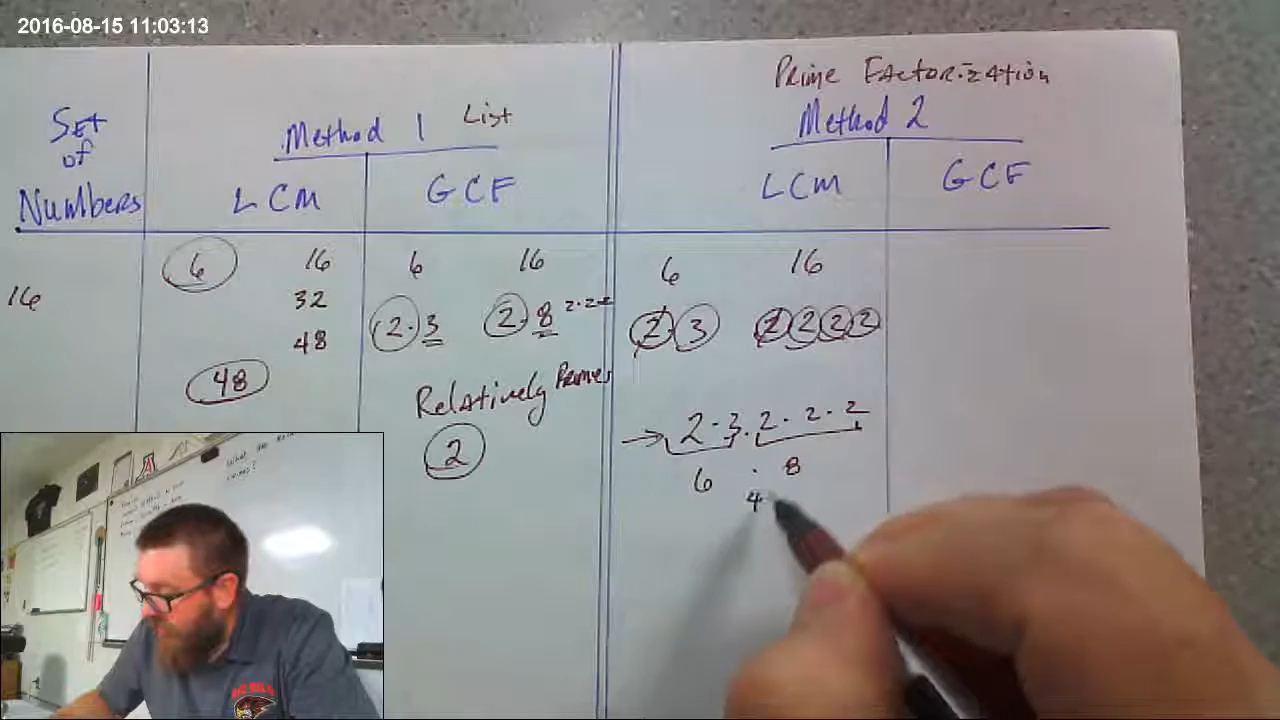 2016-08-15 11:03:13
Prime Factorization
Set
of
Numbers
Method 1 List
Method 2
LCM GCF
LCM GCF
16
6 16
32
48
48
6 16
2·3 2·8 2·2·2
Relatively Primes
2
6 16
2 3 2 2 2 2
2·3·2·2·2
6 · 8
4